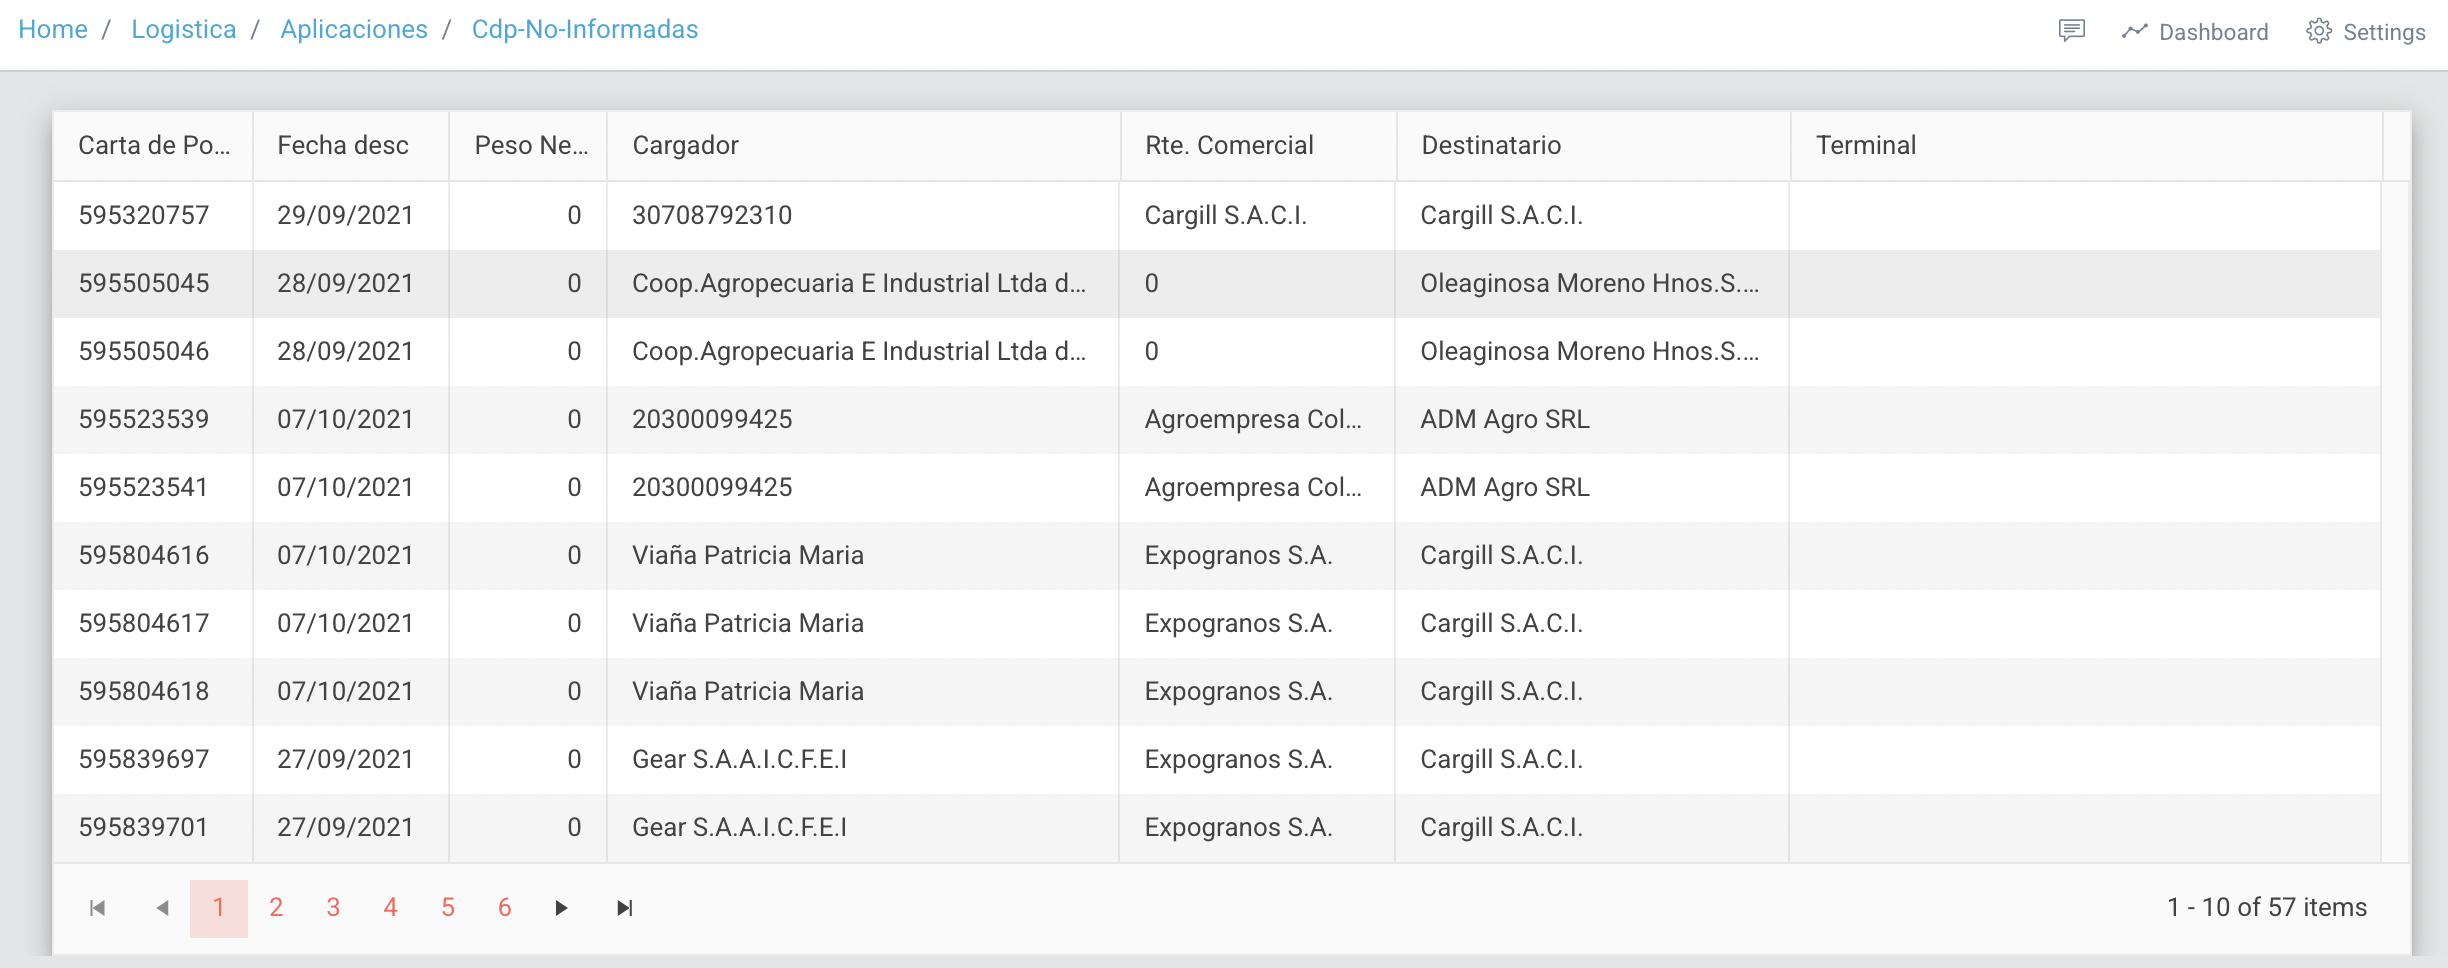 Home / Logistica / Aplicaciones / Cdp-No-Informadas Dashboard Settings
Carta de Po... Fecha desc Peso Ne... Cargador Rte. Comercial Destinatario Terminal
595320757 29/09/2021 0 30708792310 Cargill S.A.C.I. Cargill S.A.C.I.
595505045 28/09/2021 0 Coop.Agropecuaria E Industrial Ltda d... 0 Oleaginosa Moreno Hnos.S....
595505046 28/09/2021 0 Coop.Agropecuaria E Industrial Ltda d... 0 Oleaginosa Moreno Hnos.S....
595523539 07/10/2021 0 20300099425 Agroempresa Col... ADM Agro SRL
595523541 07/10/2021 0 20300099425 Agroempresa Col... ADM Agro SRL
595804616 07/10/2021 0 Viaña Patricia Maria Expogranos S.A. Cargill S.A.C.I.
595804617 07/10/2021 0 Viaña Patricia Maria Expogranos S.A. Cargill S.A.C.I.
595804618 07/10/2021 0 Viaña Patricia Maria Expogranos S.A. Cargill S.A.C.I.
595839697 27/09/2021 0 Gear S.A.A.I.C.F.E.I Expogranos S.A. Cargill S.A.C.I.
595839701 27/09/2021 0 Gear S.A.A.I.C.F.E.I Expogranos S.A. Cargill S.A.C.I.
1 2 3 4 5 6 1 - 10 of 57 items